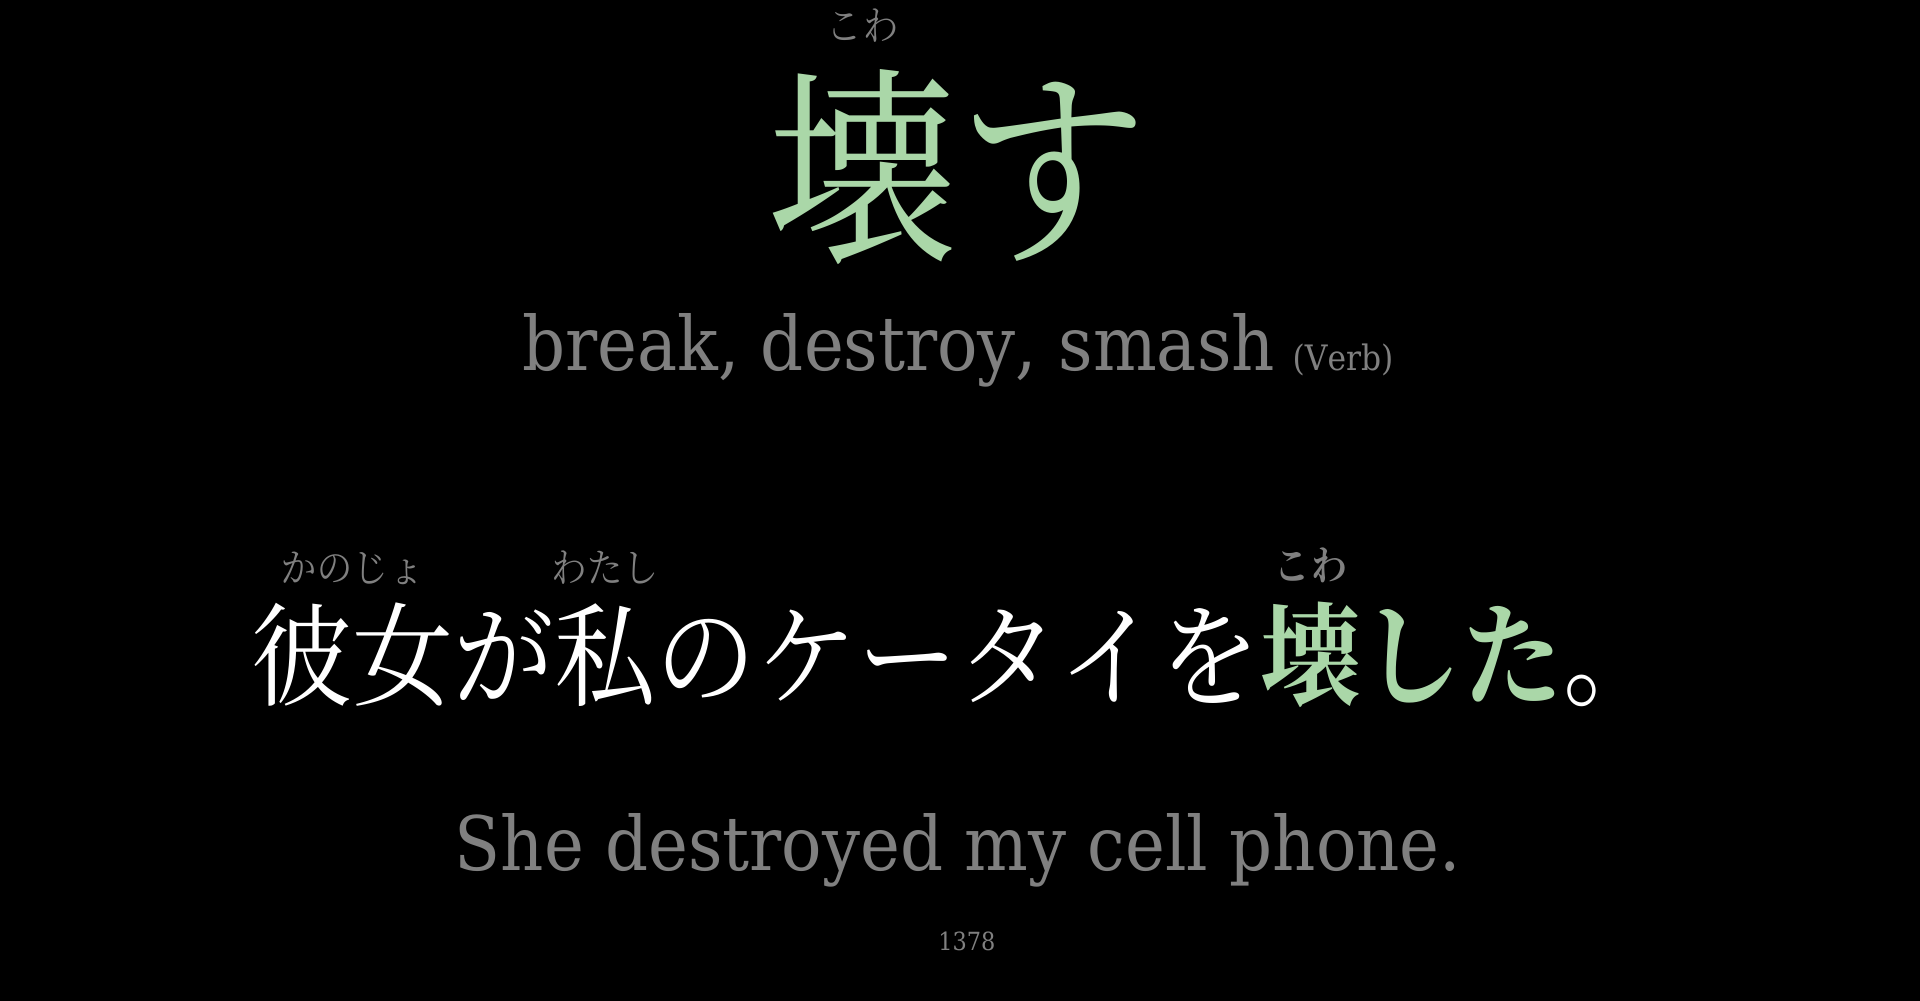 こわ
壊す
break, destroy, smash (Verb)
かのじょ わたし こわ
彼女が私のケータイを壊した。
She destroyed my cell phone.
1378